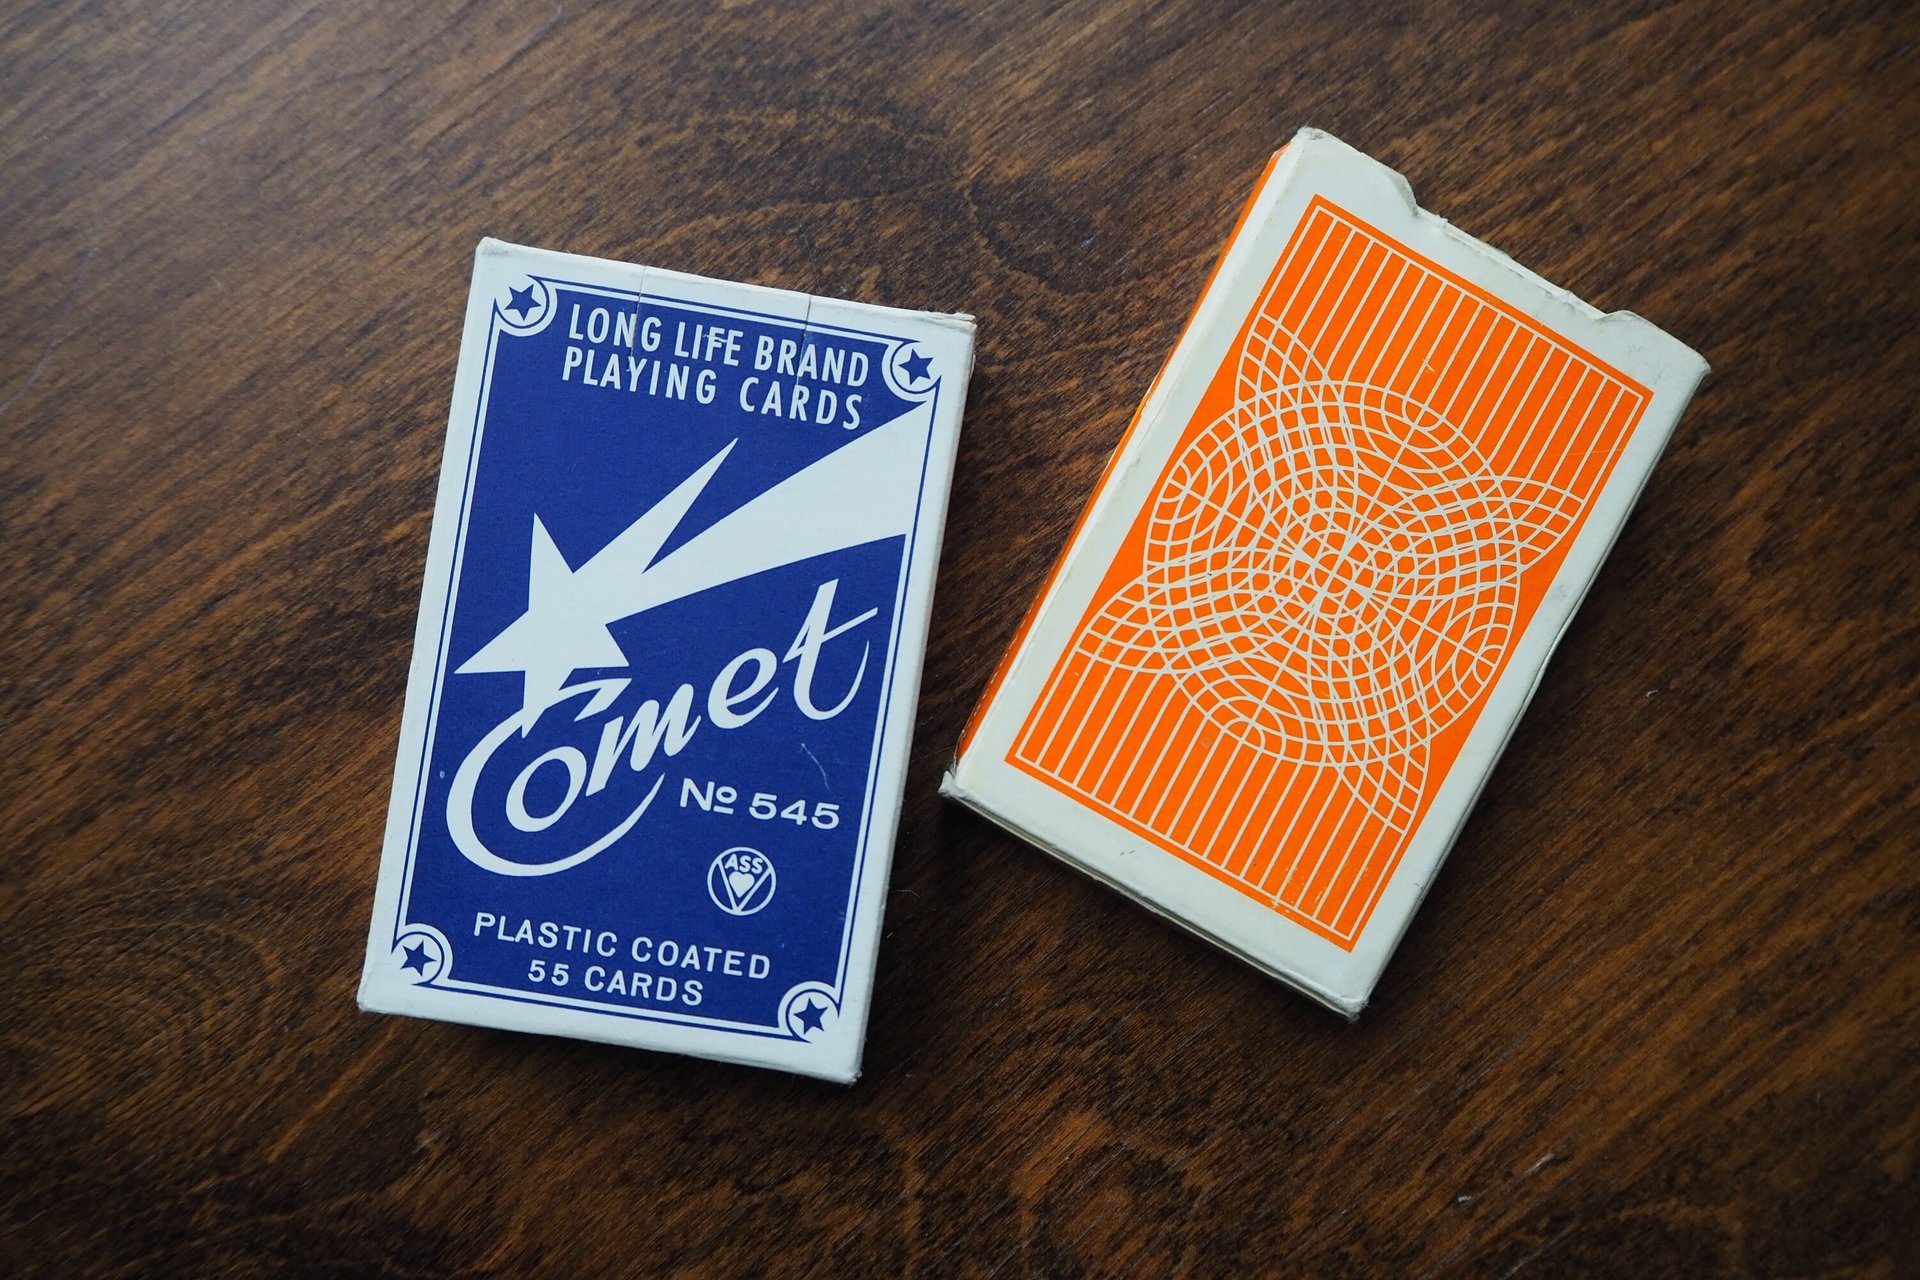 LONG LIFE BRAND
PLAYING CARDS
Comet
Nº 545
ASS
PLASTIC COATED
55 CARDS